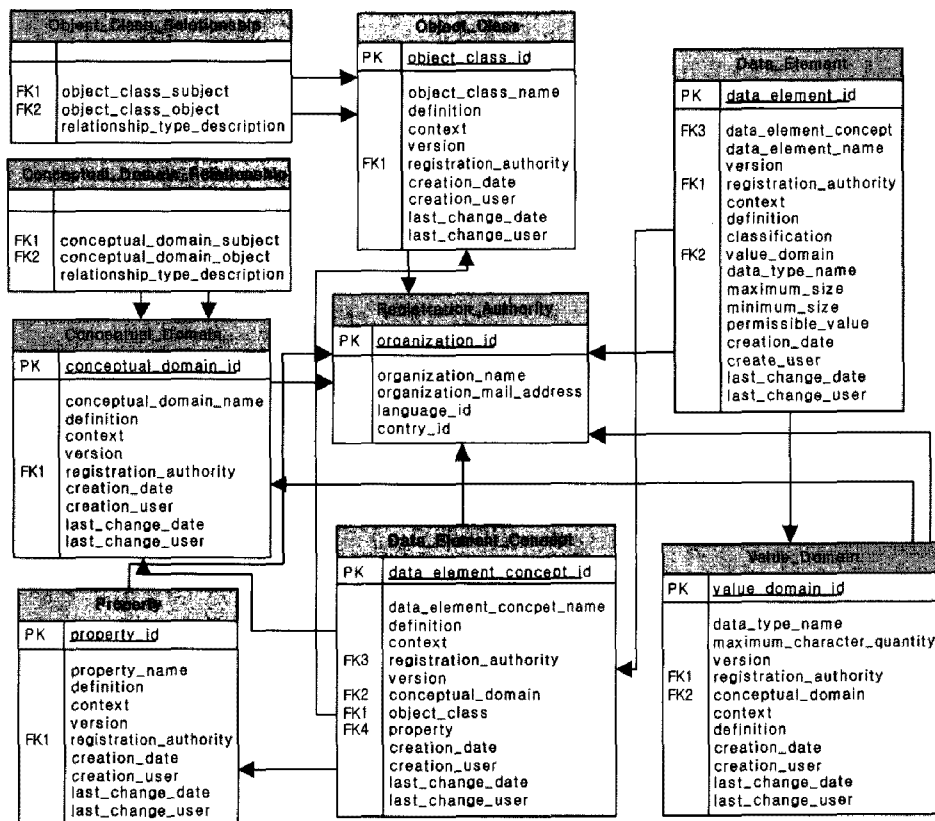 Object_Class_Relationship
FK1 object_class_subject
FK2 object_class_object
relationship_type_description
Conceptual_Domain_Relationship
FK1 conceptual_domain_subject
FK2 conceptual_domain_object
relationship_type_description
Object_Class
PK object_class_id
object_class_name
definition
context
version
FK1 registration_authority
creation_date
creation_user
last_change_date
last_change_user
Data_Element
PK data_element_id
FK3 data_element_concept
data_element_name
version
FK1 registration_authority
context
definition
classification
FK2 value_domain
data_type_name
maximum_size
minimum_size
permissible_value
creation_date
create_user
last_change_date
last_change_user
Conceptual_Domain
PK conceptual_domain_id
conceptual_domain_name
definition
context
version
FK1 registration_authority
creation_date
creation_user
last_change_date
last_change_user
Registration_Authority
PK organization_id
organization_name
organization_mail_address
language_id
contry_id
Property
PK property_id
property_name
definition
context
version
FK1 registration_authority
creation_date
creation_user
last_change_date
last_change_user
Data_Element_Concept
PK data_element_concept_id
data_element_concpet_name
definition
context
FK3 registration_authority
version
FK2 conceptual_domain
FK1 object_class
FK4 property
creation_date
creation_user
last_change_date
last_change_user
Value_Domain
PK value_domain_id
data_type_name
maximum_character_quantity
version
FK1 registration_authority
FK2 conceptual_domain
context
definition
creation_date
creation_user
last_change_date
last_change_user